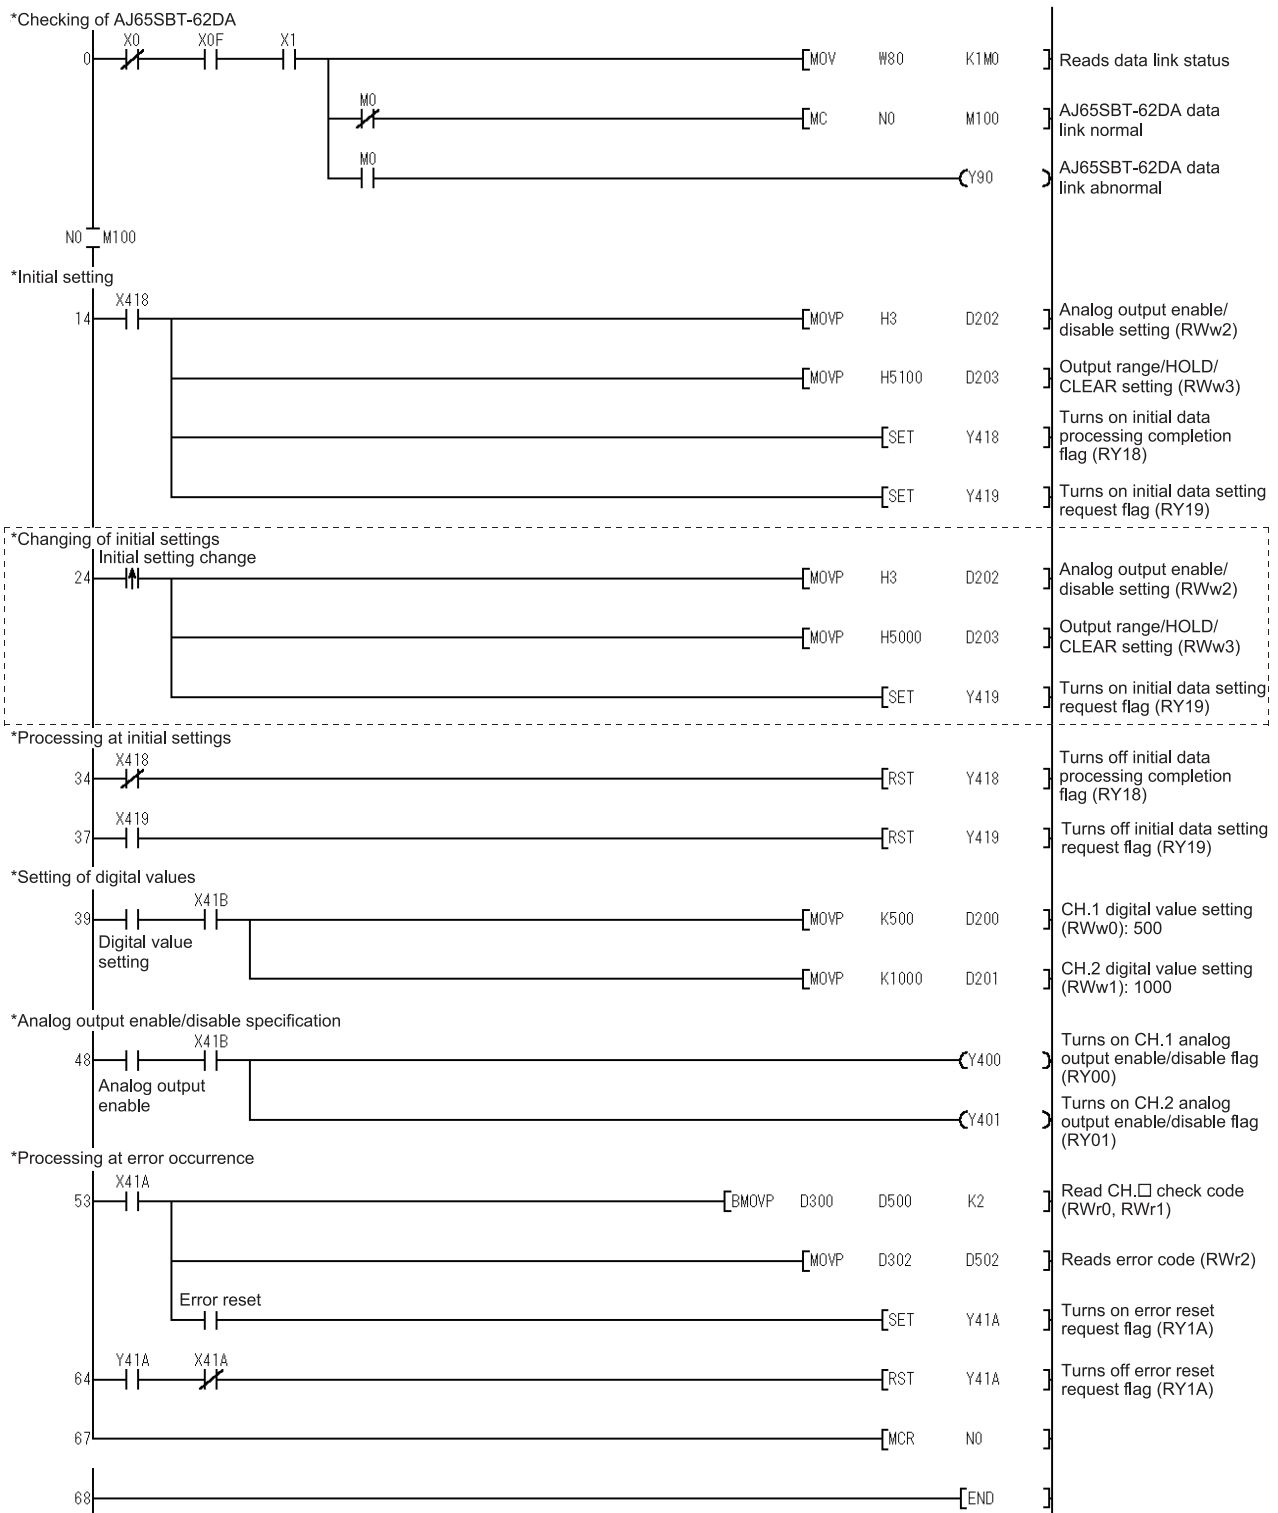 *Checking of AJ65SBT-62DA
X0 X0F X1
0 MOV W80 K1M0 Reads data link status
M0
MC N0 M100 AJ65SBT-62DA data
link normal
M0
Y90 AJ65SBT-62DA data
link abnormal
N0 M100
*Initial setting
X418
14 MOVP H3 D202 Analog output enable/
disable setting (RWw2)
MOVP H5100 D203 Output range/HOLD/
CLEAR setting (RWw3)
SET Y418 Turns on initial data
processing completion
flag (RY18)
SET Y419 Turns on initial data setting
request flag (RY19)
*Changing of initial settings
Initial setting change
24 MOVP H3 D202 Analog output enable/
disable setting (RWw2)
MOVP H5000 D203 Output range/HOLD/
CLEAR setting (RWw3)
SET Y419 Turns on initial data setting
request flag (RY19)
*Processing at initial settings
X418
34 RST Y418 Turns off initial data
processing completion
flag (RY18)
X419
37 RST Y419 Turns off initial data setting
request flag (RY19)
*Setting of digital values
X41B
39 MOVP K500 D200 CH.1 digital value setting
(RWw0): 500
Digital value
setting
MOVP K1000 D201 CH.2 digital value setting
(RWw1): 1000
*Analog output enable/disable specification
X41B
48 Y400 Turns on CH.1 analog
output enable/disable flag
(RY00)
Analog output
enable
Y401 Turns on CH.2 analog
output enable/disable flag
(RY01)
*Processing at error occurrence
X41A
53 BMOVP D300 D500 K2 Read CH.□ check code
(RWr0, RWr1)
MOVP D302 D502 Reads error code (RWr2)
Error reset
SET Y41A Turns on error reset
request flag (RY1A)
Y41A X41A
64 RST Y41A Turns off error reset
request flag (RY1A)
67 MCR N0
68 END